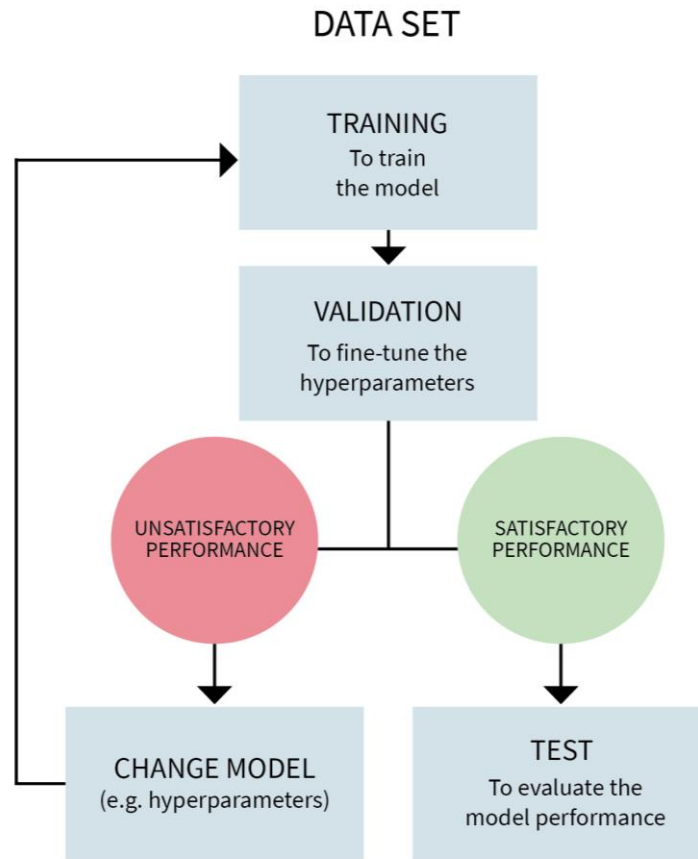 DATA SET
TRAINING
To train
the model
VALIDATION
To fine-tune the
hyperparameters
UNSATISFACTORY
PERFORMANCE
SATISFACTORY
PERFORMANCE
CHANGE MODEL
(e.g. hyperparameters)
TEST
To evaluate the
model performance